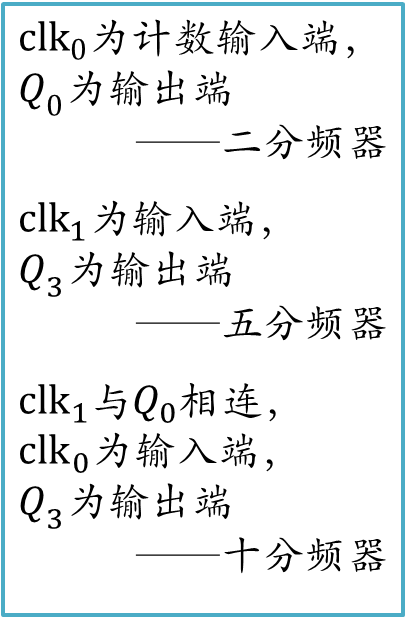 clk₀为计数输入端，
Q₀为输出端
——二分频器
clk₁为输入端，
Q₃为输出端
——五分频器
clk₁与Q₀相连，
clk₀为输入端，
Q₃为输出端
——十分频器